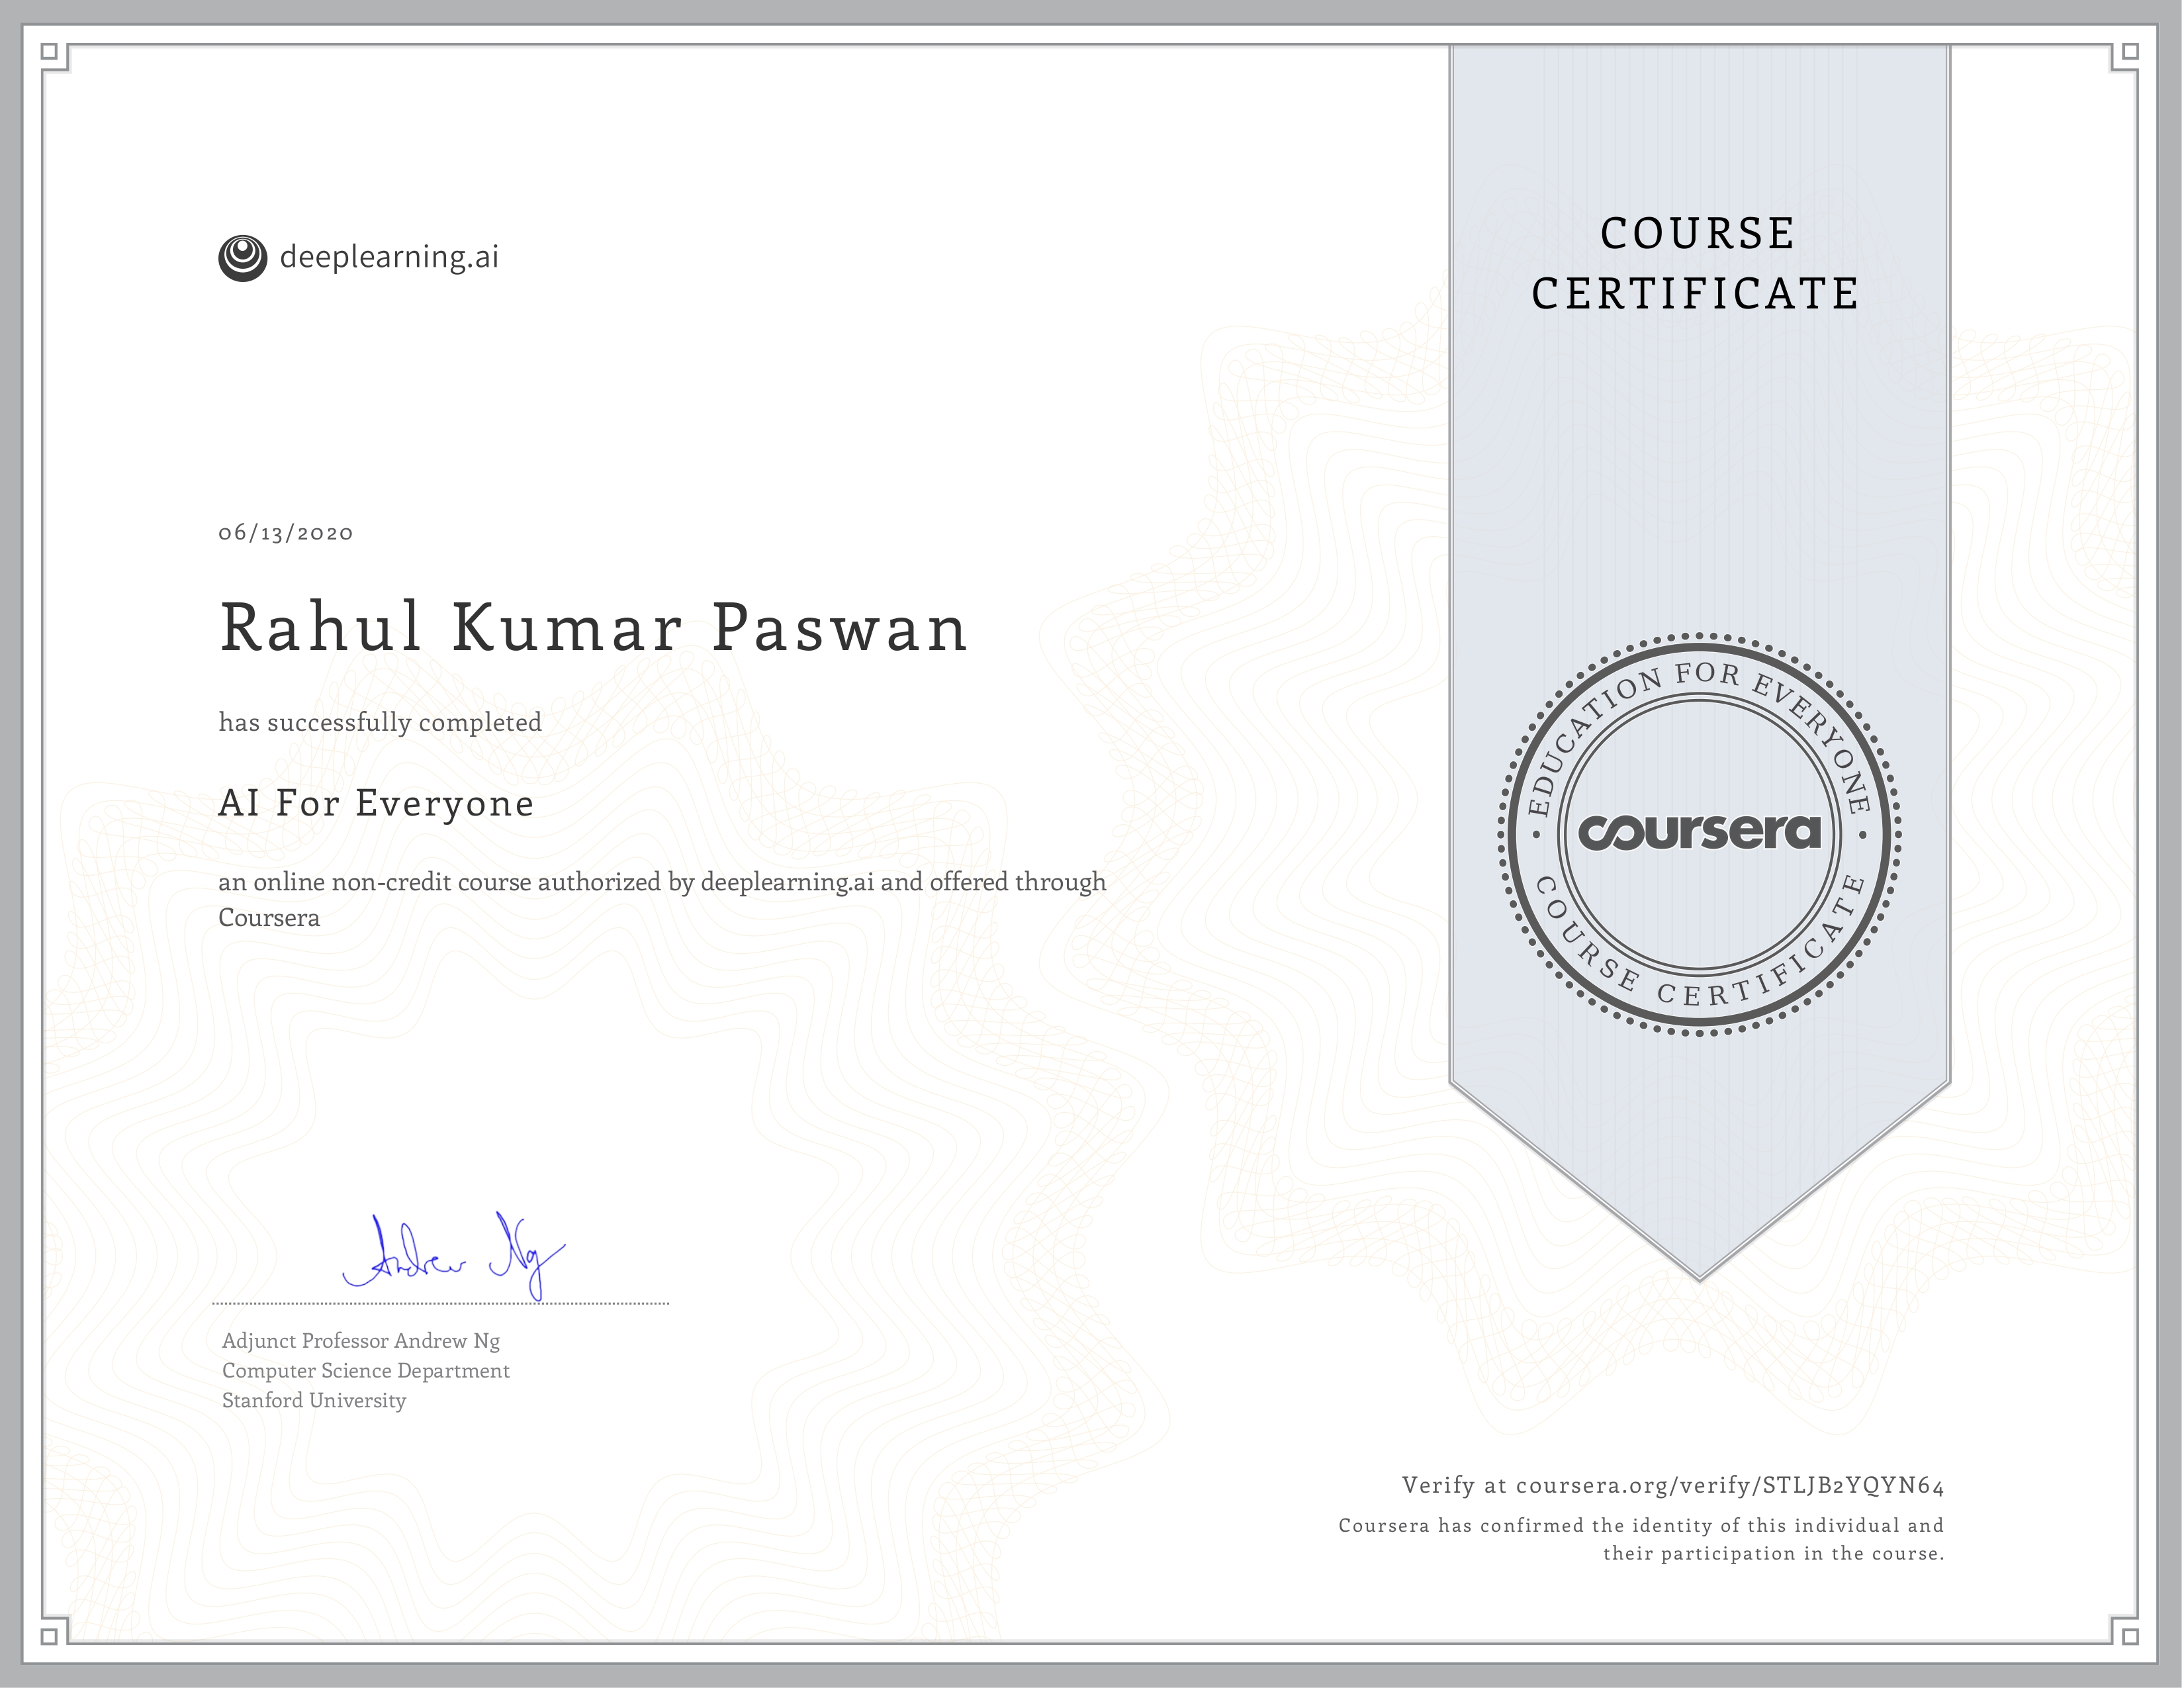 deeplearning.ai
COURSE
CERTIFICATE
06/13/2020
Rahul Kumar Paswan
has successfully completed
AI For Everyone
an online non-credit course authorized by deeplearning.ai and offered through
Coursera
EDUCATION FOR EVERYONE
coursera
COURSE CERTIFICATE
Andrew Ng
Adjunct Professor Andrew Ng
Computer Science Department
Stanford University
Verify at coursera.org/verify/STLJB2YQYN64
Coursera has confirmed the identity of this individual and
their participation in the course.